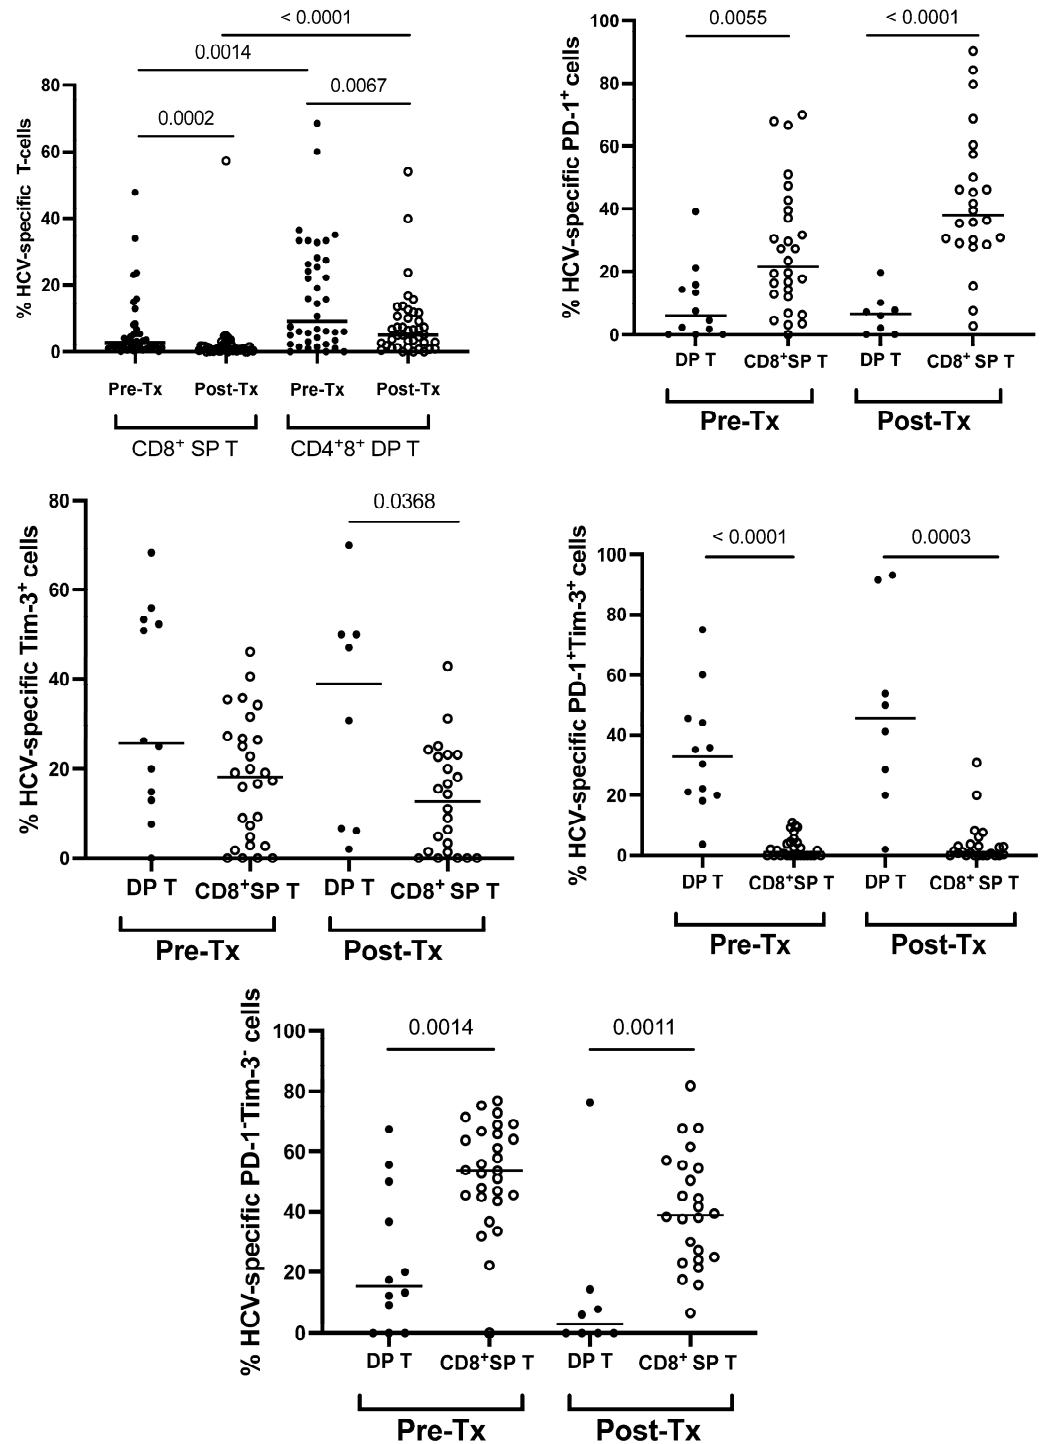 < 0.0001
0.0014
0.0067
0.0002
% HCV-specific T-cells
80
60
40
20
0
Pre-Tx Post-Tx Pre-Tx Post-Tx
CD8+ SP T CD4+8+ DP T
0.0055 < 0.0001
% HCV-specific PD-1+ cells
100
80
60
40
20
0
DP T CD8+SP T DP T CD8+ SP T
Pre-Tx Post-Tx
0.0368
% HCV-specific Tim-3+ cells
80
60
40
20
0
DP T CD8+SP T DP T CD8+ SP T
Pre-Tx Post-Tx
< 0.0001 0.0003
% HCV-specific PD-1+Tim-3+ cells
100
80
60
40
20
0
DP T CD8+SP T DP T CD8+ SP T
Pre-Tx Post-Tx
0.0014 0.0011
% HCV-specific PD-1-Tim-3- cells
100
80
60
40
20
0
DP T CD8+SP T DP T CD8+ SP T
Pre-Tx Post-Tx